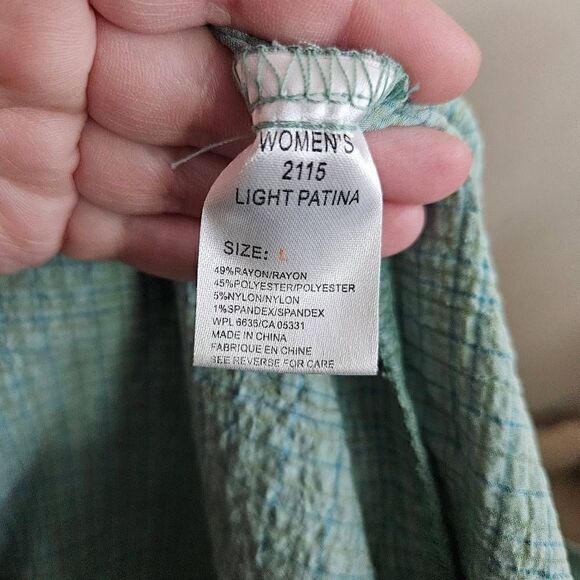 WOMEN'S
2115
LIGHT PATINA
SIZE: L
49%RAYON/RAYON
45%POLYESTER/POLYESTER
5%NYLON/NYLON
1%SPANDEX/SPANDEX
WPL 6635/CA 05331
MADE IN CHINA
FABRIQUE EN CHINE
SEE REVERSE FOR CARE